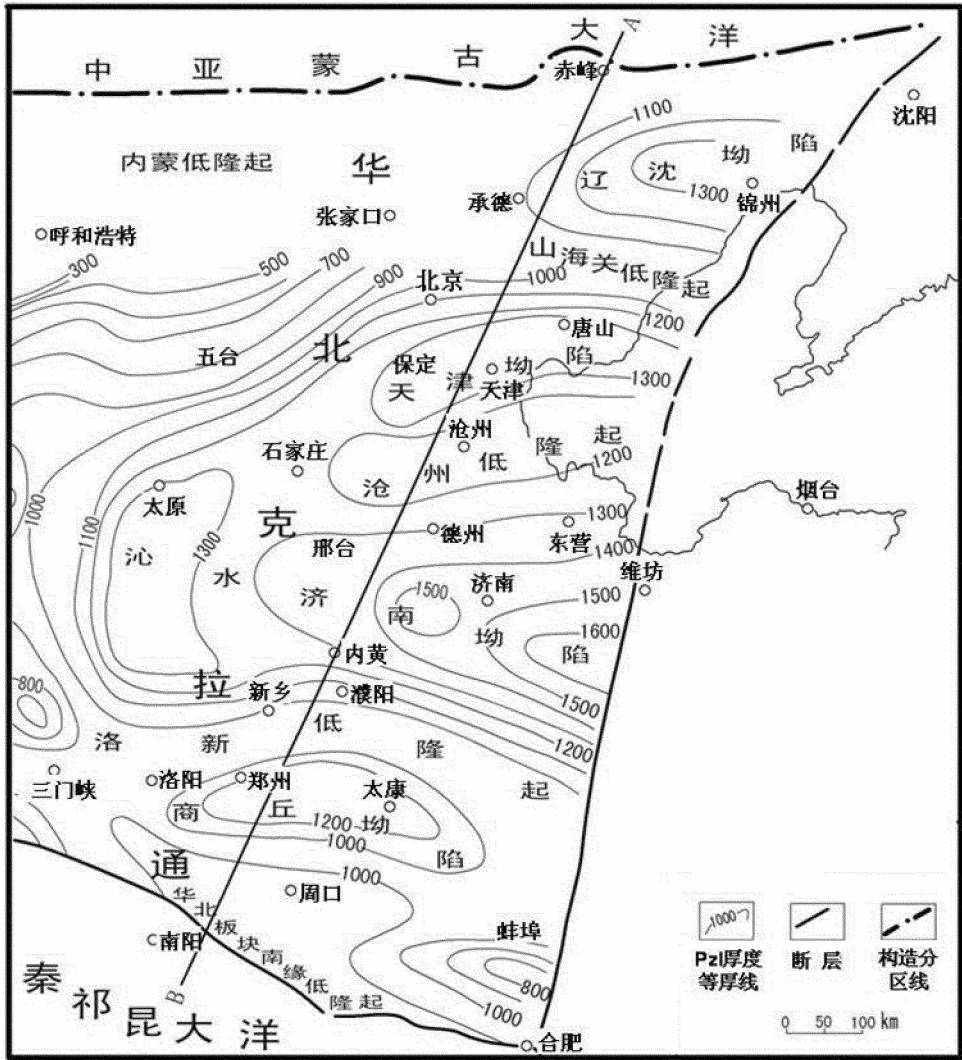 中亚蒙古大洋
A
赤峰
沈阳
1100
内蒙低隆起
华
辽沈坳陷
1300
锦州
承德
张家口
呼和浩特
山海关低隆起
300
500
700
900
1000
北京
1200
唐山
北
五台
保定
天津坳陷
天津
1300
沧州
沧州低隆起
1200
石家庄
太原
1000
1100
1300
沁水
克
邢台
德州
1300
东营
1400
烟台
维坊
济南坳陷
济南
1500
1500
1600
内黄
800
拉
新乡
濮阳
1500
1200
洛新低隆起
三门峡
洛阳
郑州
太康
商丘坳陷
1200
1000
通
1000
周口
华北板块南缘低隆起
南阳
蚌埠
800
1000
B
秦祁昆大洋
合肥
1000
Pzl厚度
等厚线
断层
构造分
区线
0 50 100 km